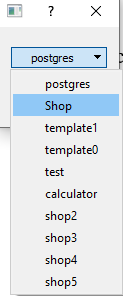 ?
postgres
postgres
Shop
template1
template0
test
calculator
shop2
shop3
shop4
shop5